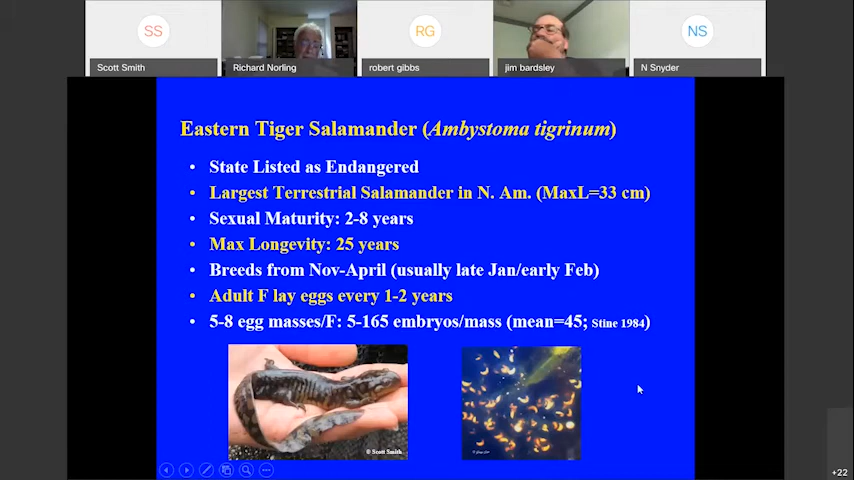 SS
RG
NS
Scott Smith
Richard Norling
robert gibbs
jim bardsley
N Snyder
Eastern Tiger Salamander (Ambystoma tigrinum)
• State Listed as Endangered
• Largest Terrestrial Salamander in N. Am. (MaxL=33 cm)
• Sexual Maturity: 2-8 years
• Max Longevity: 25 years
• Breeds from Nov-April (usually late Jan/early Feb)
• Adult F lay eggs every 1-2 years
• 5-8 egg masses/F: 5-165 embryos/mass (mean=45; Stine 1984)
© Scott Smith
+22